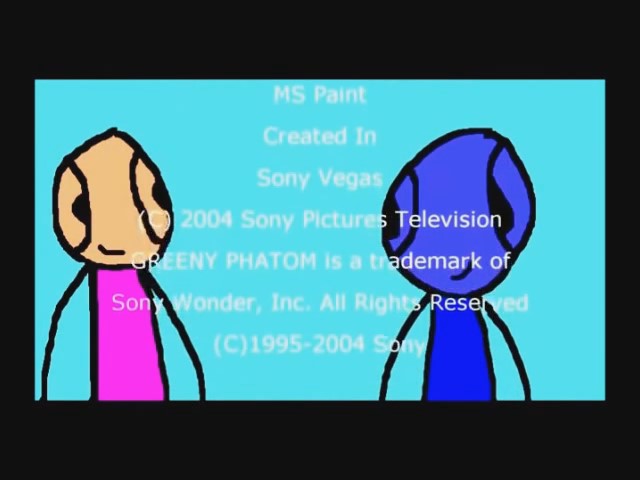 MS Paint
Created In
Sony Vegas
(C) 2004 Sony Pictures Television
GREENY PHATOM is a trademark of
Sony Wonder, Inc. All Rights Reserved
(C)1995-2004 Sony